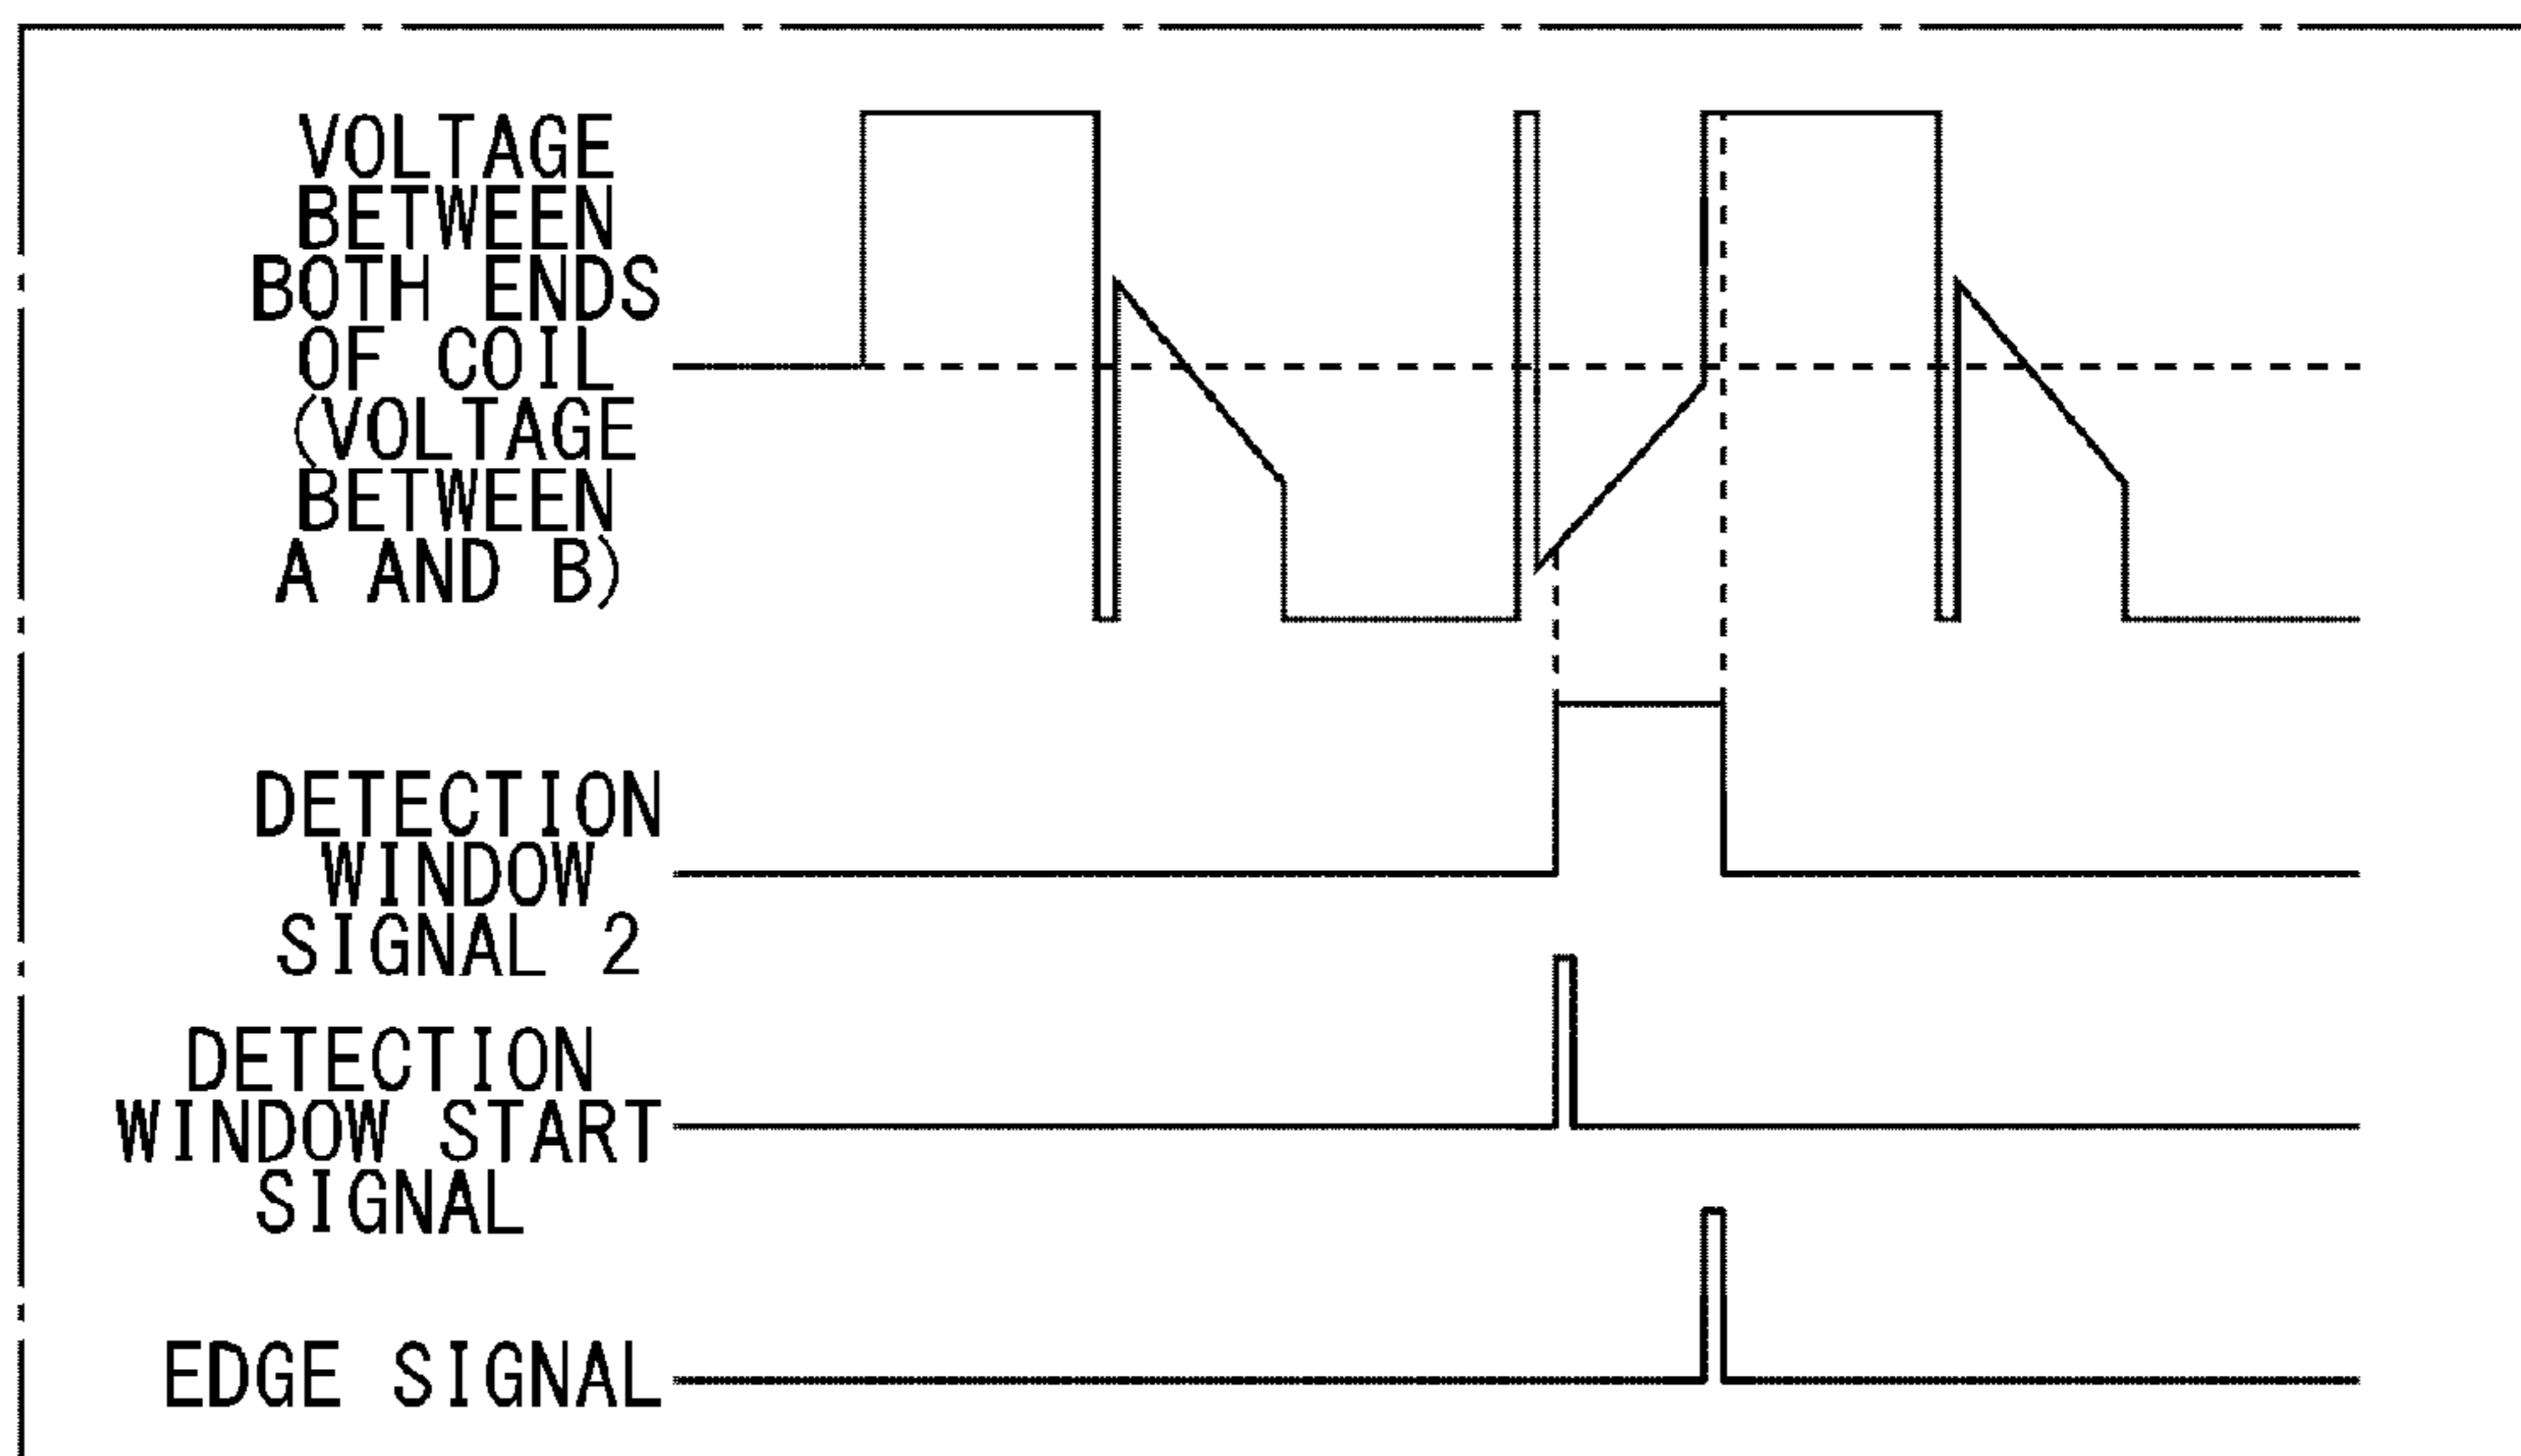 VOLTAGE
BETWEEN
BOTH ENDS
OF COIL
(VOLTAGE
BETWEEN
A AND B)
DETECTION
WINDOW
SIGNAL 2
DETECTION
WINDOW START
SIGNAL
EDGE SIGNAL